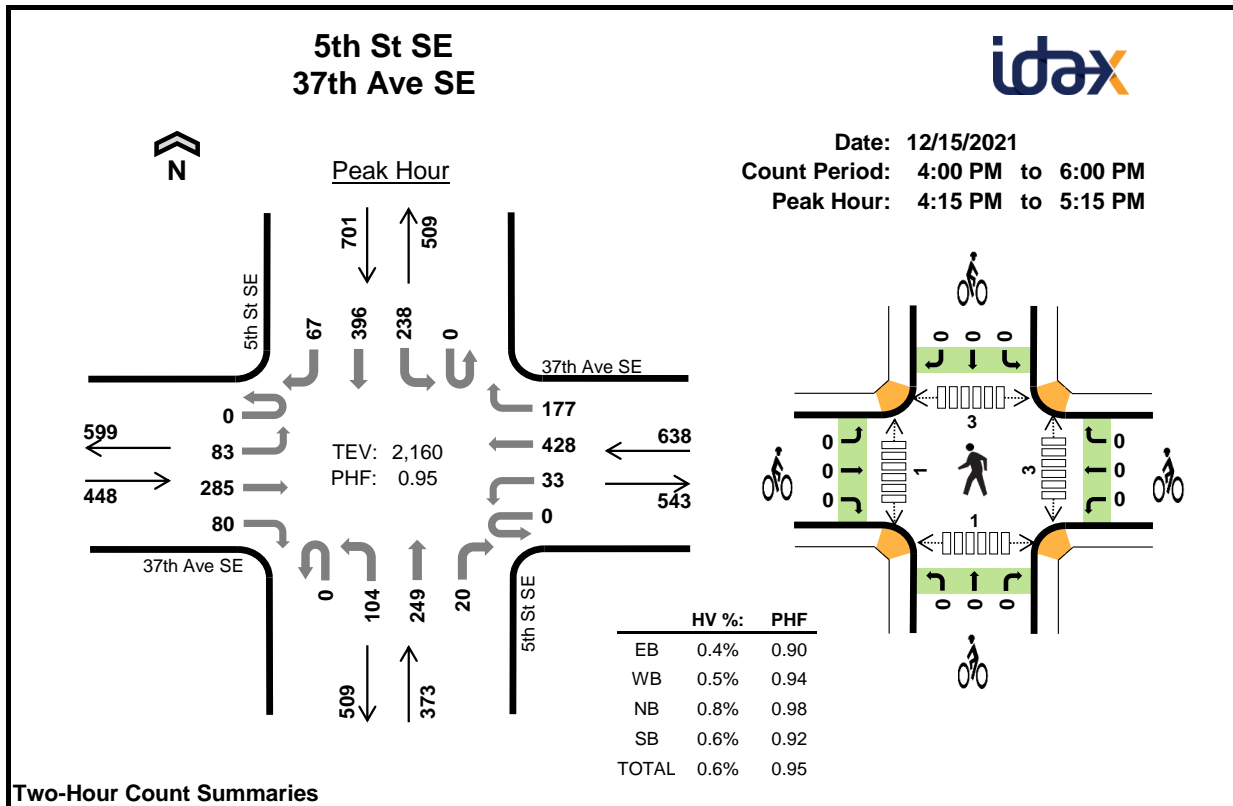 5th St SE
37th Ave SE
idax
N
Peak Hour
Date: 12/15/2021
Count Period: 4:00 PM to 6:00 PM
Peak Hour: 4:15 PM to 5:15 PM
701
509
5th St SE
67
396
238
0
37th Ave SE
0
83
285
80
599
448
TEV: 2,160
PHF: 0.95
177
428
33
0
638
543
37th Ave SE
0
104
249
20
5th St SE
509
373
0
0
0
3
0
0
0
1
3
0
0
0
1
0
0
0
HV %: PHF
EB 0.4% 0.90
WB 0.5% 0.94
NB 0.8% 0.98
SB 0.6% 0.92
TOTAL 0.6% 0.95
Two-Hour Count Summaries